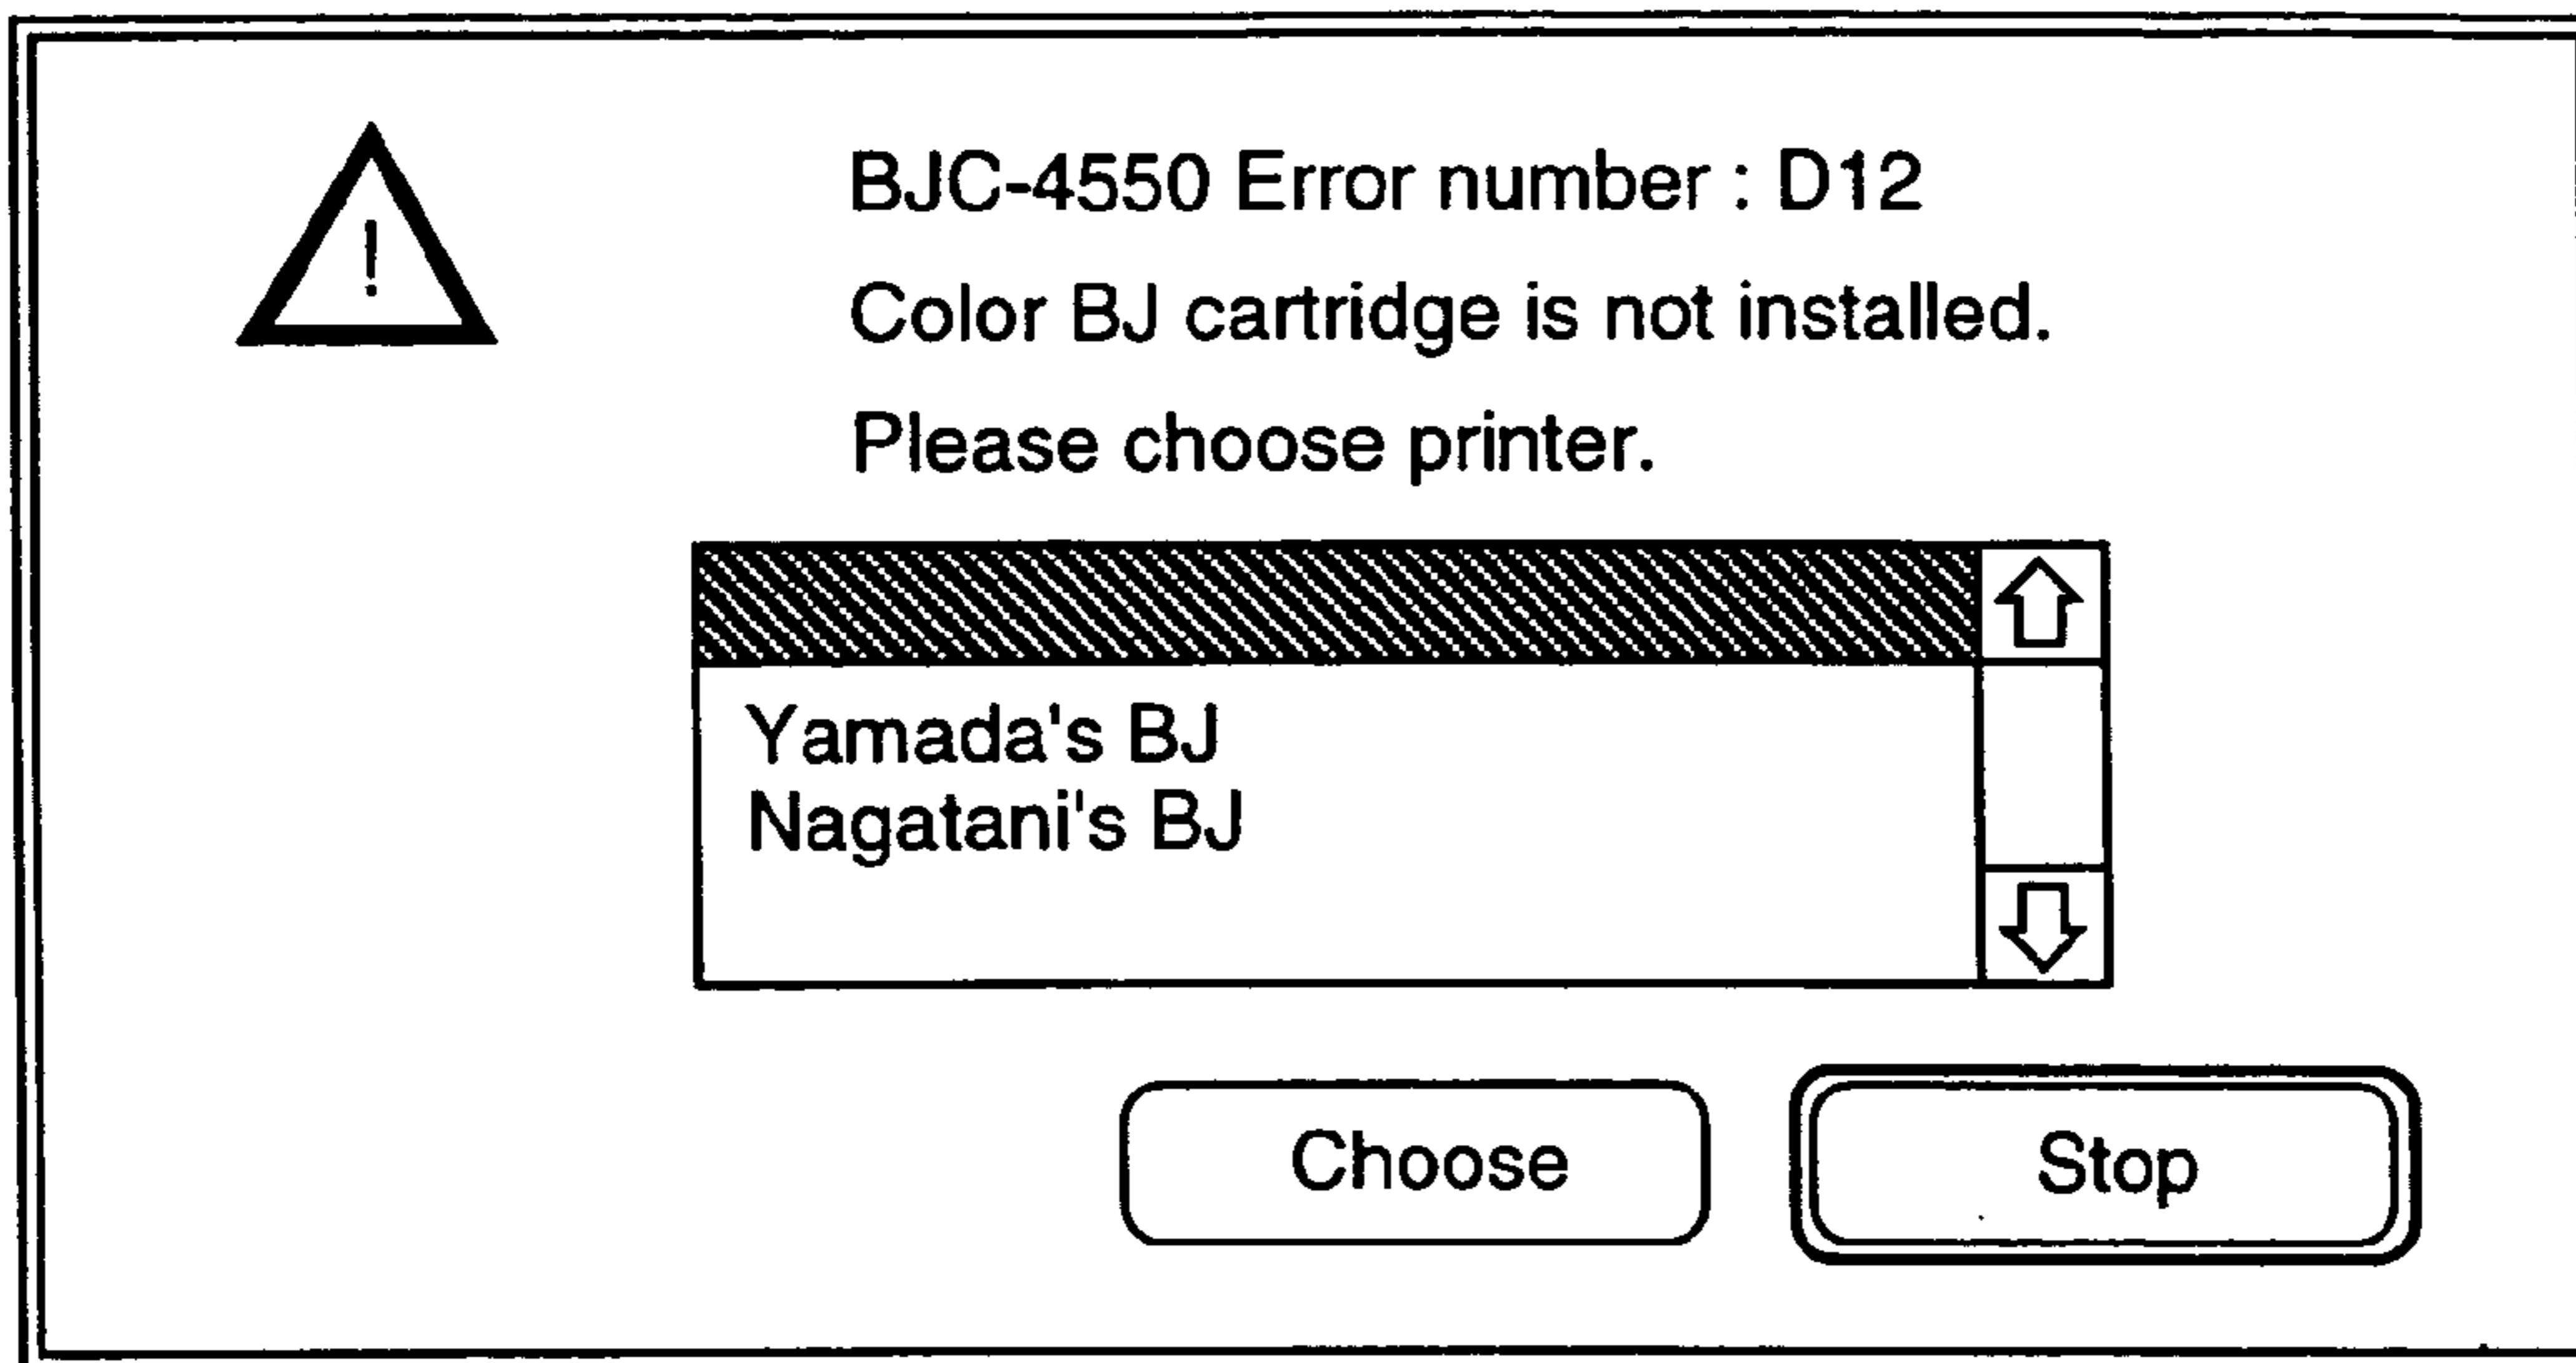 !
BJC-4550 Error number : D12
Color BJ cartridge is not installed.
Please choose printer.
Yamada's BJ
Nagatani's BJ
Choose
Stop